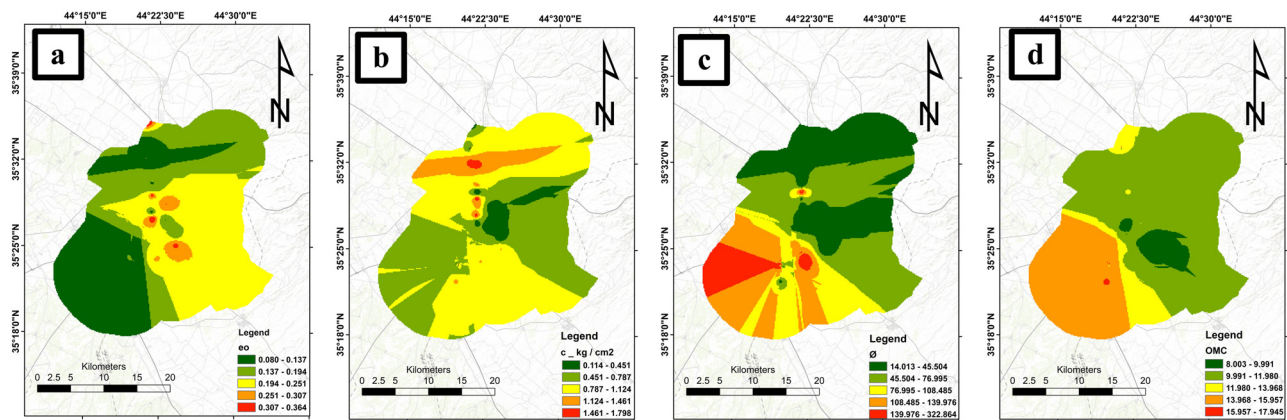 44°15'0"E 44°22'30"E 44°30'0"E
a
N
35°39'0"N
35°32'0"N
35°25'0"N
35°18'0"N
Kilometers
0 2.5 5 10 15 20
Legend
eo
0.080 - 0.137
0.137 - 0.194
0.194 - 0.251
0.251 - 0.307
0.307 - 0.364
44°15'0"E 44°22'30"E 44°30'0"E
b
N
35°39'0"N
35°32'0"N
35°25'0"N
35°18'0"N
Kilometers
0 2.5 5 10 15 20
Legend
c _ kg / cm2
0.114 - 0.451
0.451 - 0.787
0.787 - 1.124
1.124 - 1.461
1.461 - 1.798
44°15'0"E 44°22'30"E 44°30'0"E
c
N
35°39'0"N
35°32'0"N
35°25'0"N
35°18'0"N
Kilometers
0 2.5 5 10 15 20
Legend
Ø
14.013 - 45.504
45.504 - 76.995
76.995 - 108.485
108.485 - 139.976
139.976 - 322.864
44°15'0"E 44°22'30"E 44°30'0"E
d
N
35°39'0"N
35°32'0"N
35°25'0"N
35°18'0"N
Kilometers
0 2.5 5 10 15 20
Legend
OMC
8.003 - 9.991
9.991 - 11.980
11.980 - 13.968
13.968 - 15.957
15.957 - 17.945